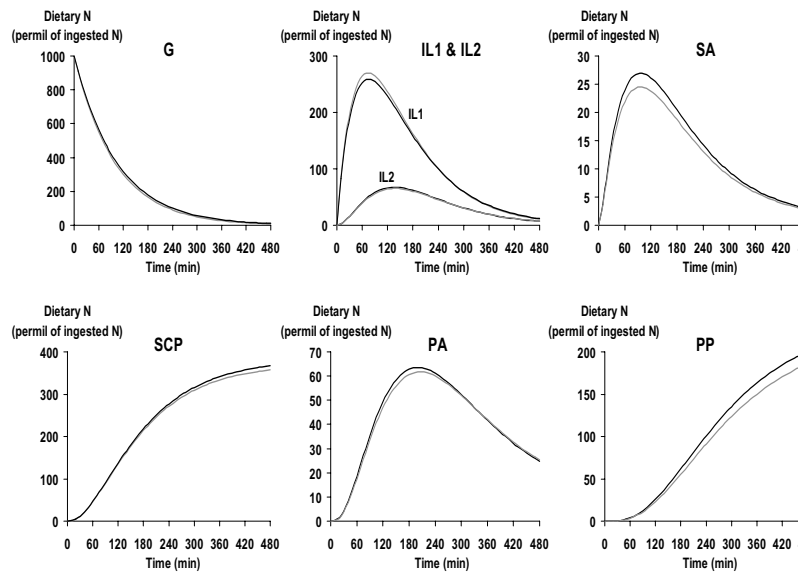 Dietary N
(permil of ingested N)
G
1000
800
600
400
200
0
0 60 120 180 240 300 360 420 480
Time (min)
Dietary N
(permil of ingested N)
IL1 & IL2
300
200
100
0
IL1
IL2
0 60 120 180 240 300 360 420 480
Time (min)
Dietary N
(permil of ingested N)
SA
30
25
20
15
10
5
0
0 60 120 180 240 300 360 420
Time (min)
Dietary N
(permil of ingested N)
SCP
400
300
200
100
0
0 60 120 180 240 300 360 420 480
Time (min)
Dietary N
(permil of ingested N)
PA
70
60
50
40
30
20
10
0
0 60 120 180 240 300 360 420 480
Time (min)
Dietary N
(permil of ingested N)
PP
200
150
100
50
0
0 60 120 180 240 300 360 420
Time (min)